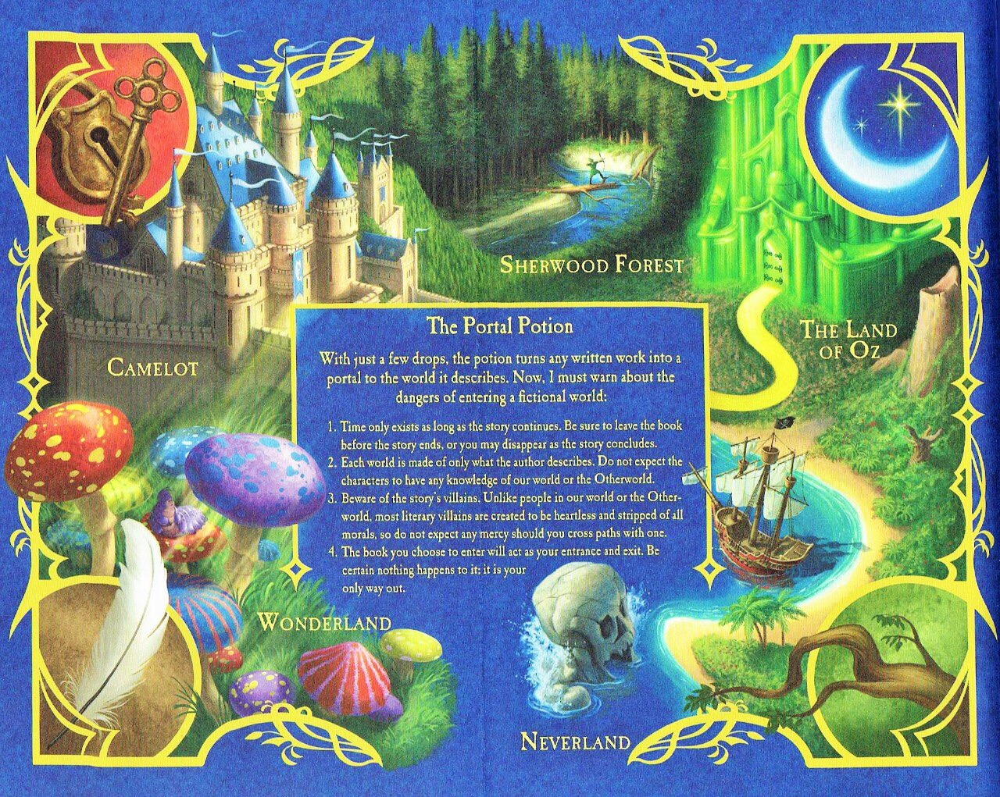 SHERWOOD FOREST
THE LAND
OF OZ
CAMELOT
The Portal Potion
With just a few drops, the potion turns any written work into a
portal to the world it describes. Now, I must warn about the
dangers of entering a fictional world:
1. Time only exists as long as the story continues. Be sure to leave the book
before the story ends, or you may disappear as the story concludes.
2. Each world is made of only what the author describes. Do not expect the
characters to have any knowledge of our world or the Otherworld.
3. Beware of the story's villains. Unlike people in our world or the Other-
world, most literary villains are created to be heartless and stripped of all
morals, so do not expect any mercy should you cross paths with one.
4. The book you choose to enter will act as your entrance and exit. Be
certain nothing happens to it; it is your
only way out.
WONDERLAND
NEVERLAND